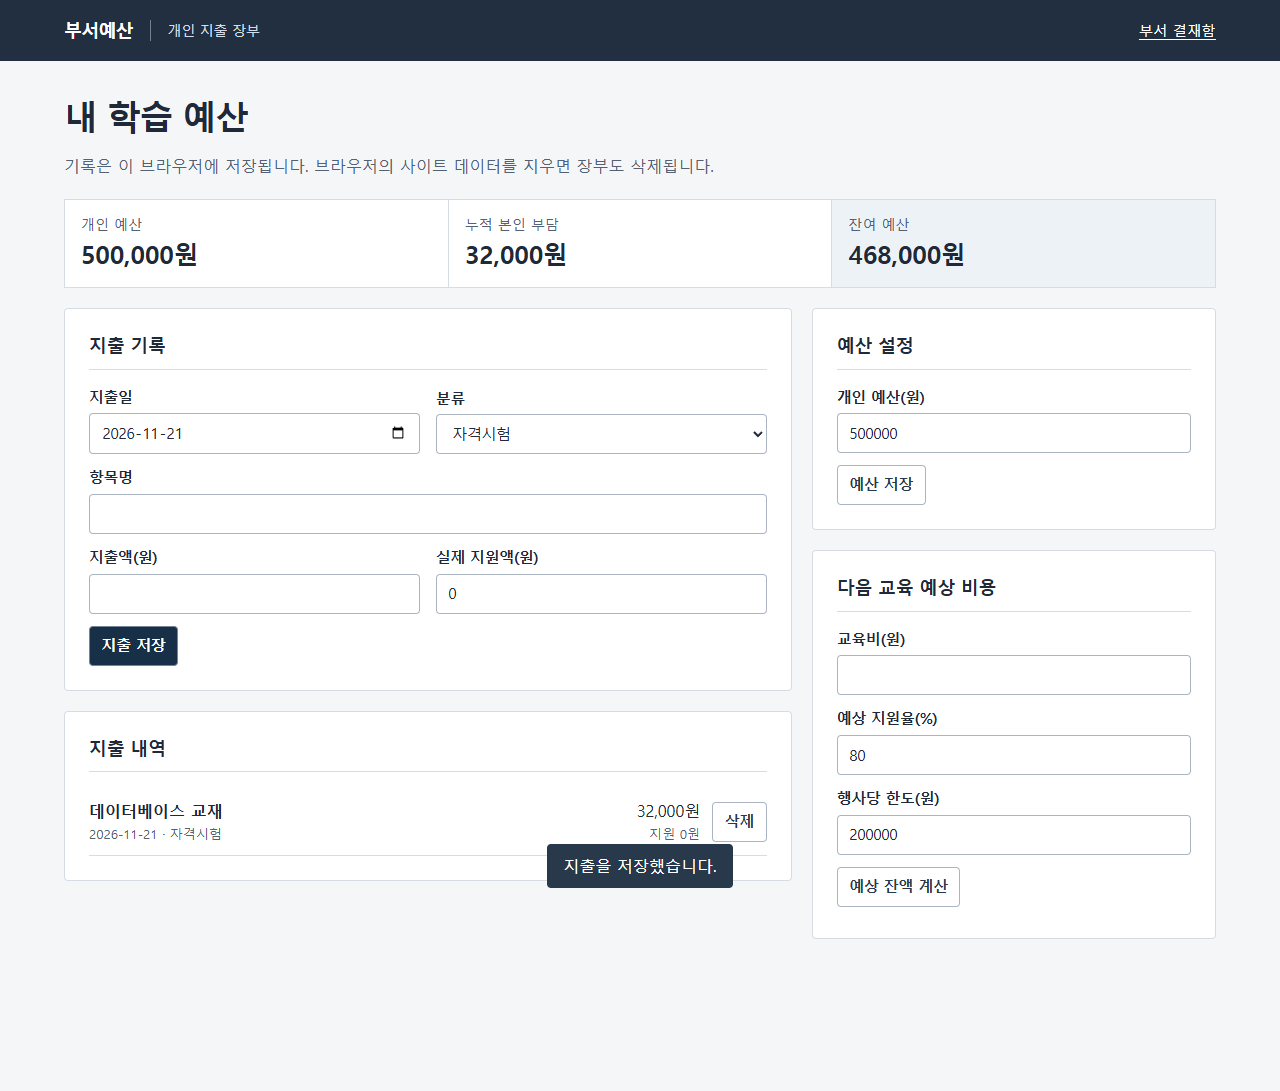 부서예산
개인 지출 장부
부서 결재함
내 학습 예산
기록은 이 브라우저에 저장됩니다. 브라우저의 사이트 데이터를 지우면 장부도 삭제됩니다.
개인 예산
500,000원
누적 본인 부담
32,000원
잔여 예산
468,000원
지출 기록
지출일
2026-11-21
분류
자격시험
항목명
지출액(원)
실제 지원액(원)
0
지출 저장
지출 내역
데이터베이스 교재
2026-11-21 · 자격시험
32,000원
지원 0원
삭제
지출을 저장했습니다.
예산 설정
개인 예산(원)
500000
예산 저장
다음 교육 예상 비용
교육비(원)
예상 지원율(%)
80
행사당 한도(원)
200000
예상 잔액 계산